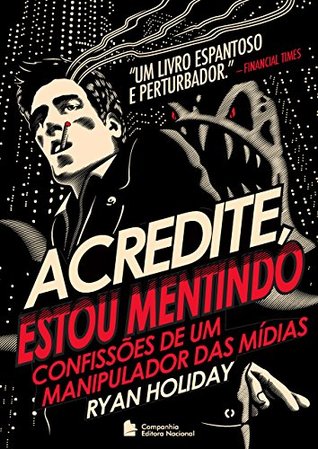 “UM LIVRO ESPANTOSO
E PERTURBADOR.” – FINANCIAL TIMES
ACREDITE,
ESTOU MENTINDO
CONFISSÕES DE UM
MANIPULADOR DAS MÍDIAS
RYAN HOLIDAY
Companhia
Editora Nacional